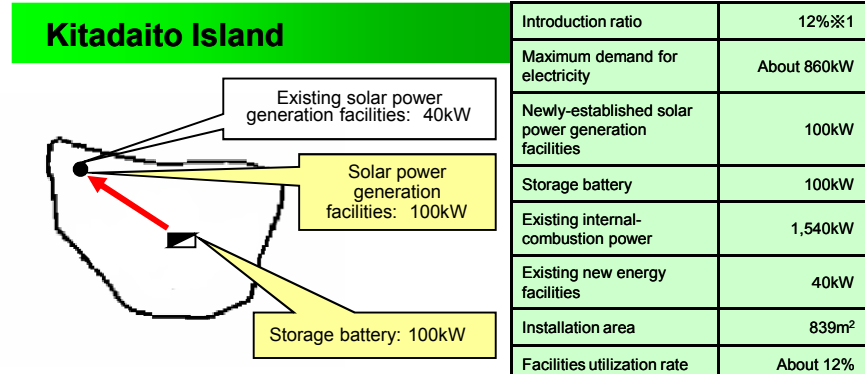 Kitadaito Island
Existing solar power
generation facilities: 40kW
Solar power
generation
facilities: 100kW
Storage battery: 100kW
Introduction ratio 12%※1
Maximum demand for
electricity About 860kW
Newly-established solar
power generation
facilities 100kW
Storage battery 100kW
Existing internal-
combustion power 1,540kW
Existing new energy
facilities 40kW
Installation area 839m²
Facilities utilization rate About 12%